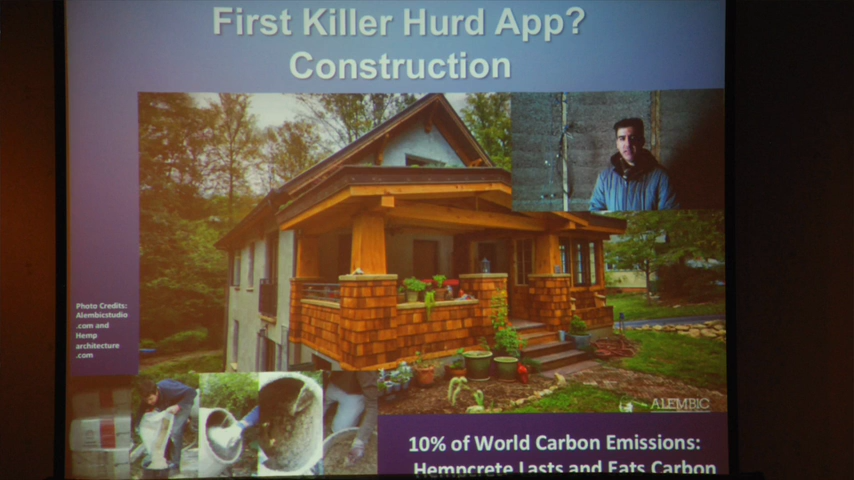 First Killer Hurd App?
Construction
Photo Credits:
Alembicstudio
.com and
Hemp
architecture
.com
ALEMBIC
10% of World Carbon Emissions:
Hempcrete Lasts and Eats Carbon